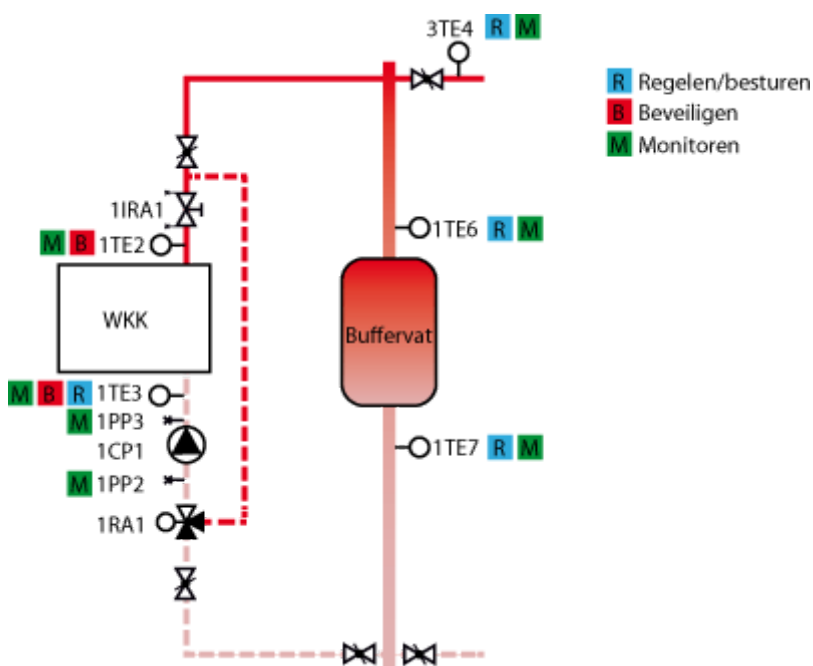 3TE4 R M
R Regelen/besturen
B Beveiligen
M Monitoren
1IRA1
M B 1TE2
1TE6 R M
WKK
Buffervat
M B R 1TE3
M 1PP3
1CP1
1TE7 R M
M 1PP2
1RA1